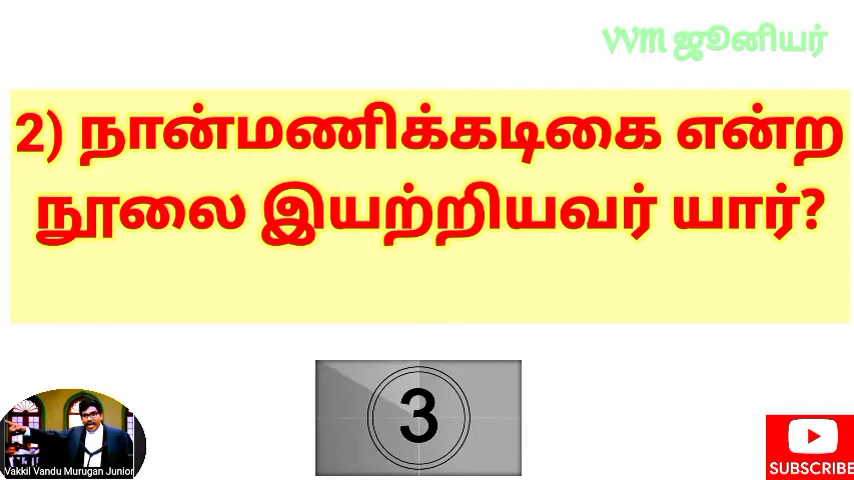 VVM ஜூனியர்
2) நான்மணிக்கடிகை என்ற
நூலை இயற்றியவர் யார்?
3
Vakkil Vandu Murugan Junior
SUBSCRIBE